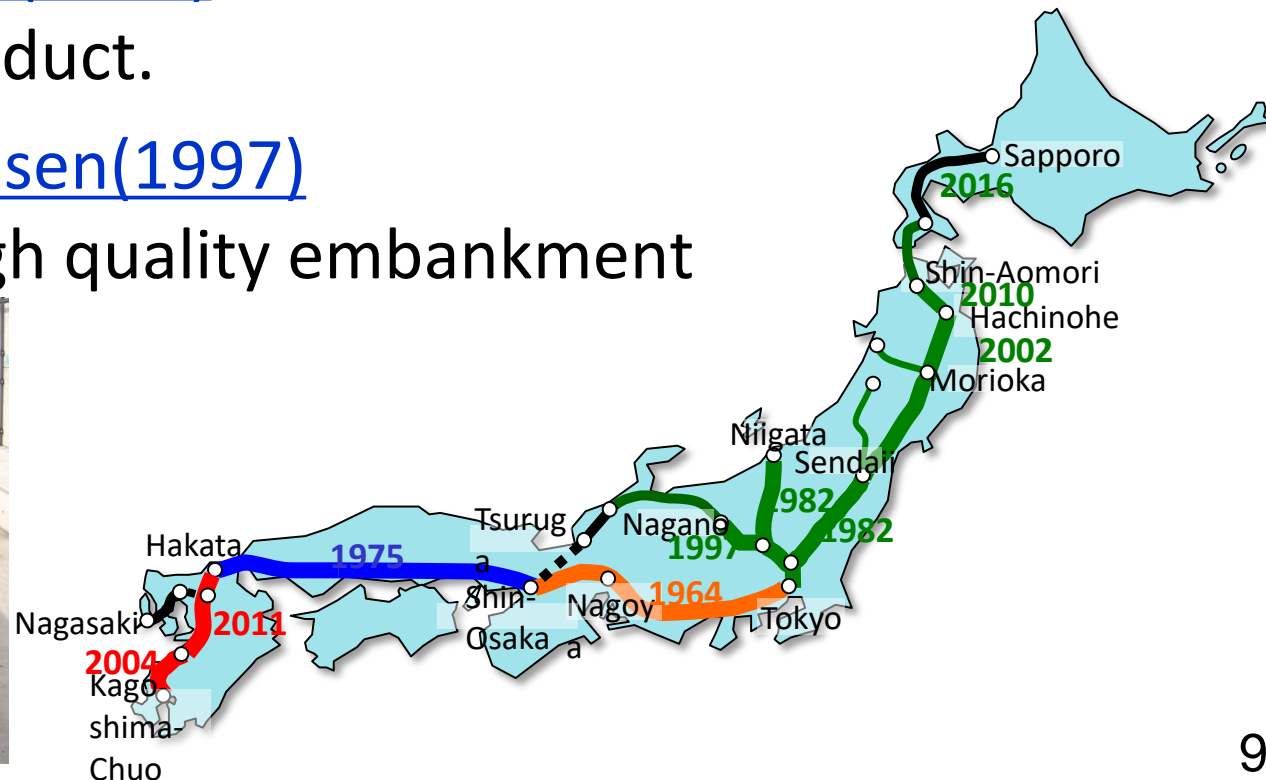 duct.
sen(1997)
gh quality embankment
Sapporo
2016
Shin-Aomori
2010
Hachinohe
2002
Morioka
Niigata
Sendaii
1982
1982
Tsurug
a
Nagano
1997
Hakata
1975
Shin-
Osaka
Nagoy
a
1964
Tokyo
Nagasaki
2011
2004
Kago
shima-
Chuo
9